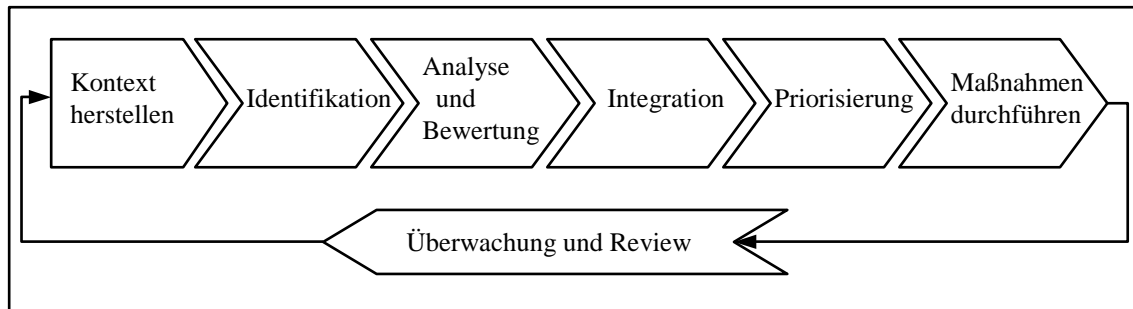 Kontext
herstellen
Identifikation
Analyse
und
Bewertung
Integration
Priorisierung
Maßnahmen
durchführen
Überwachung und Review